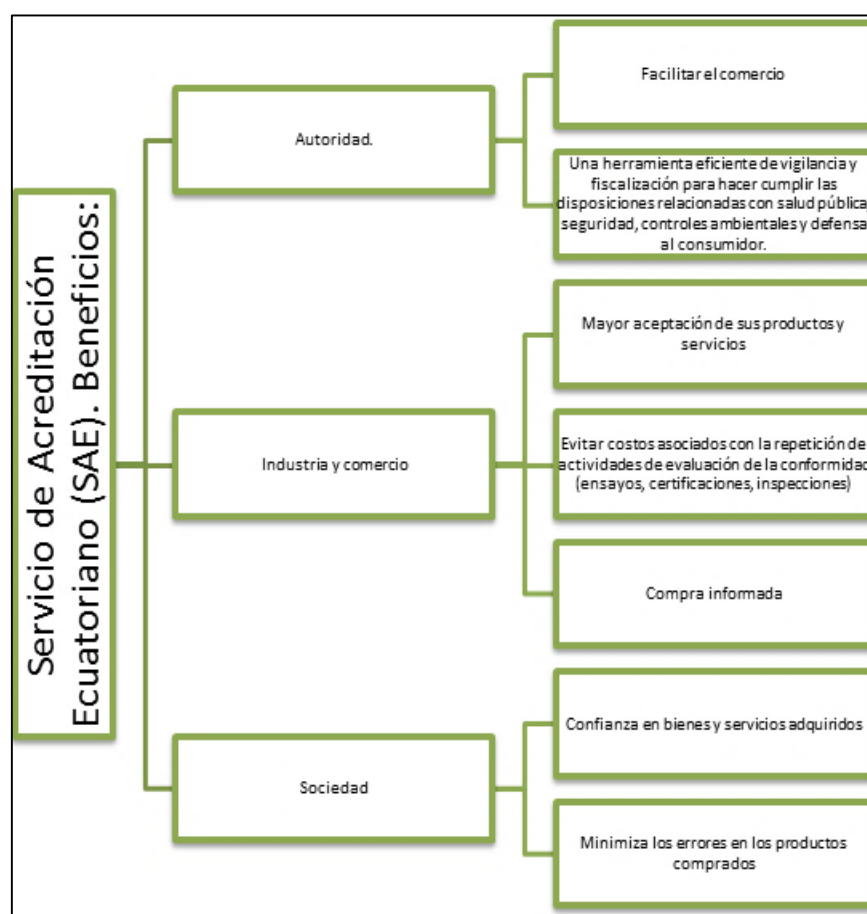 Servicio de Acreditación
Ecuatoriano (SAE). Beneficios:
Autoridad.
Facilitar el comercio
Una herramienta eficiente de vigilancia y
fiscalización para hacer cumplir las
disposiciones relacionadas con salud pública,
seguridad, controles ambientales y defensa
al consumidor.
Industria y comercio
Mayor aceptación de sus productos y
servicios
Evitar costos asociados con la repetición de
actividades de evaluación de la conformidad
(ensayos, certificaciones, inspecciones)
Compra informada
Sociedad
Confianza en bienes y servicios adquiridos
Minimiza los errores en los productos
comprados